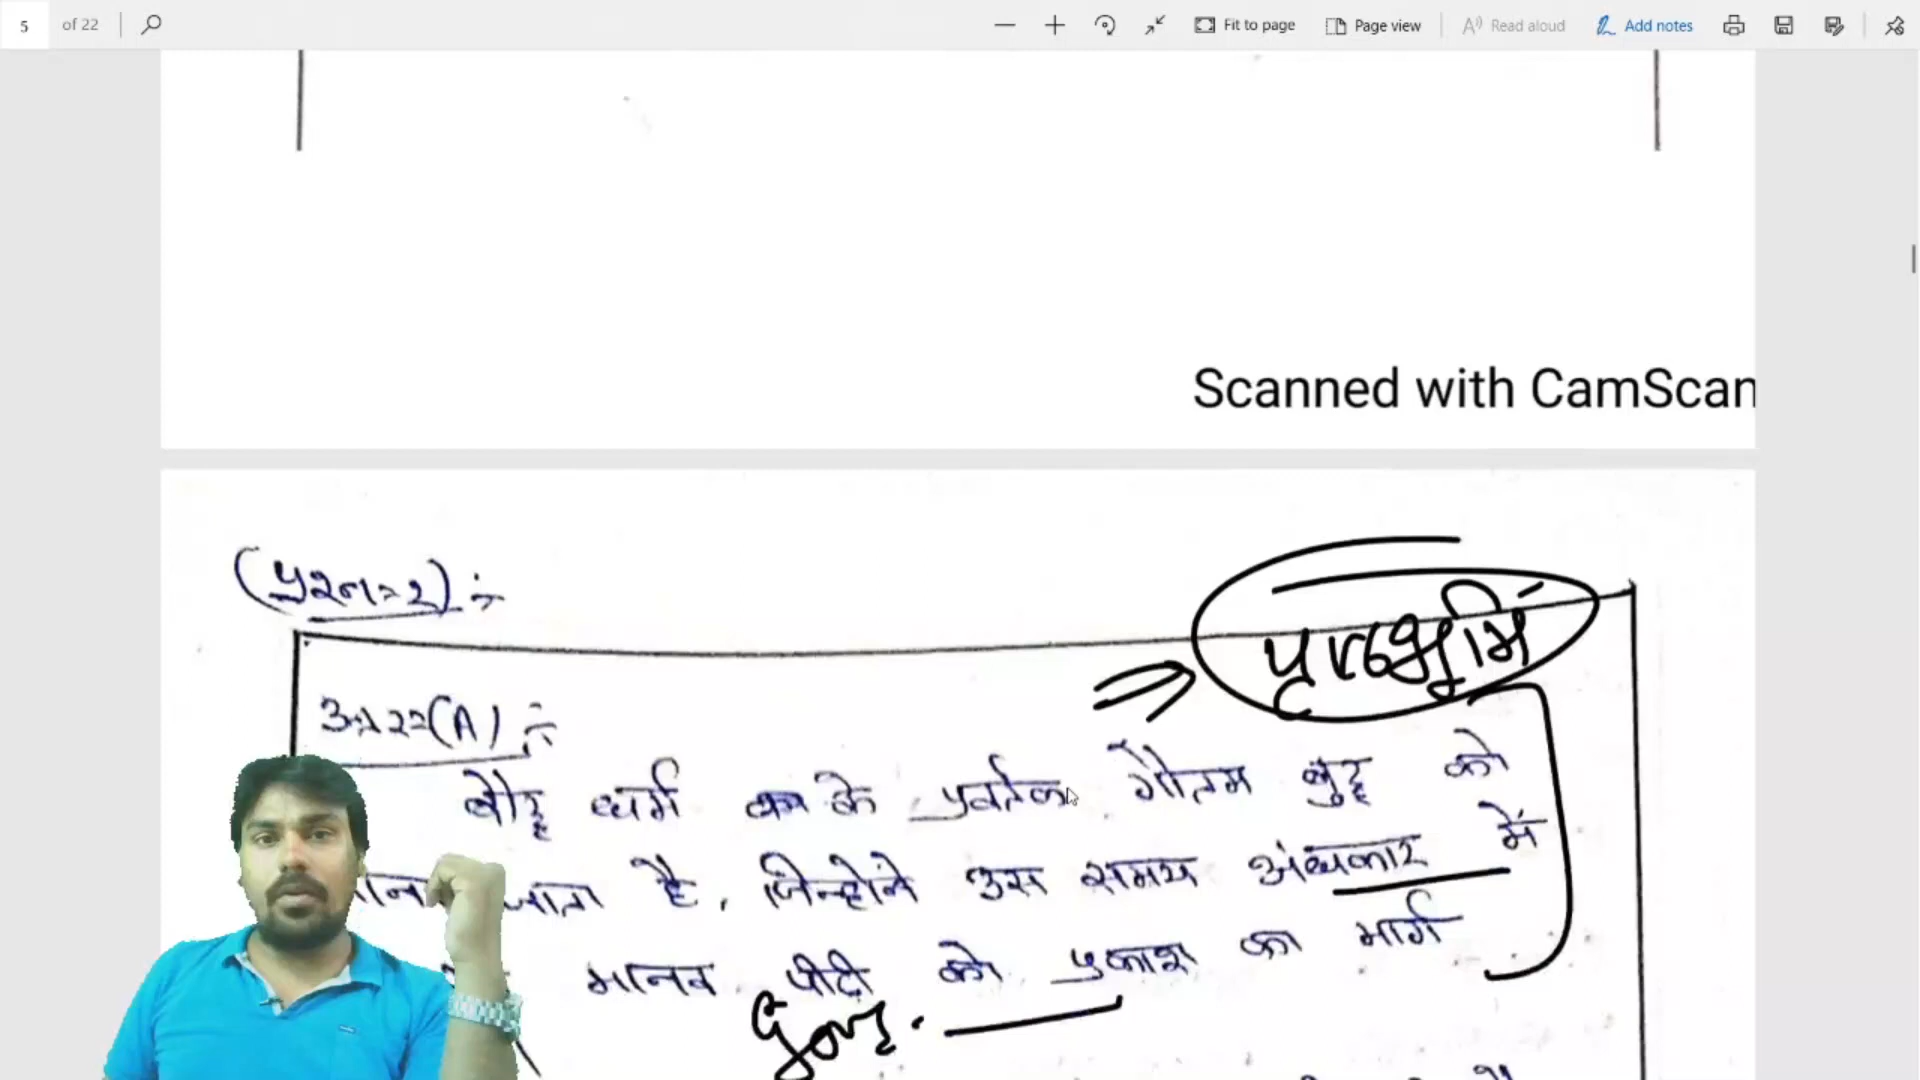 5 of 22 Fit to page Page view Read aloud Add notes
Scanned with CamScan
(प्रश्न=2) ÷
पृष्ठभूमि
उत्तर=(A) ÷
बौद्ध धर्म के प्रवर्तक गौतम बुद्ध को
जाता है, जिन्होने उस समय अंधकार में
मानव पीढ़ी को प्रकाश का मार्ग